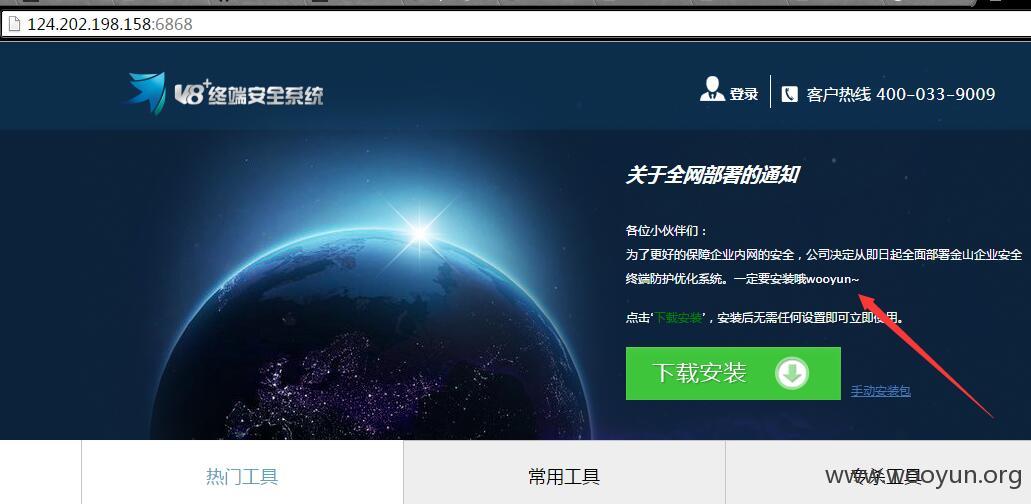 124.202.198.158:6868
V8+终端安全系统
登录
客户热线 400-033-9009
关于全网部署的通知
各位小伙伴们：
为了更好的保障企业内网的安全，公司决定从即日起全面部署金山企业安全
终端防护优化系统。一定要安装哦wooyun~
点击'下载安装'，安装后无需任何设置即可立即使用。
下载安装
手动安装包
热门工具
常用工具
专杀工具
www.wooyun.org